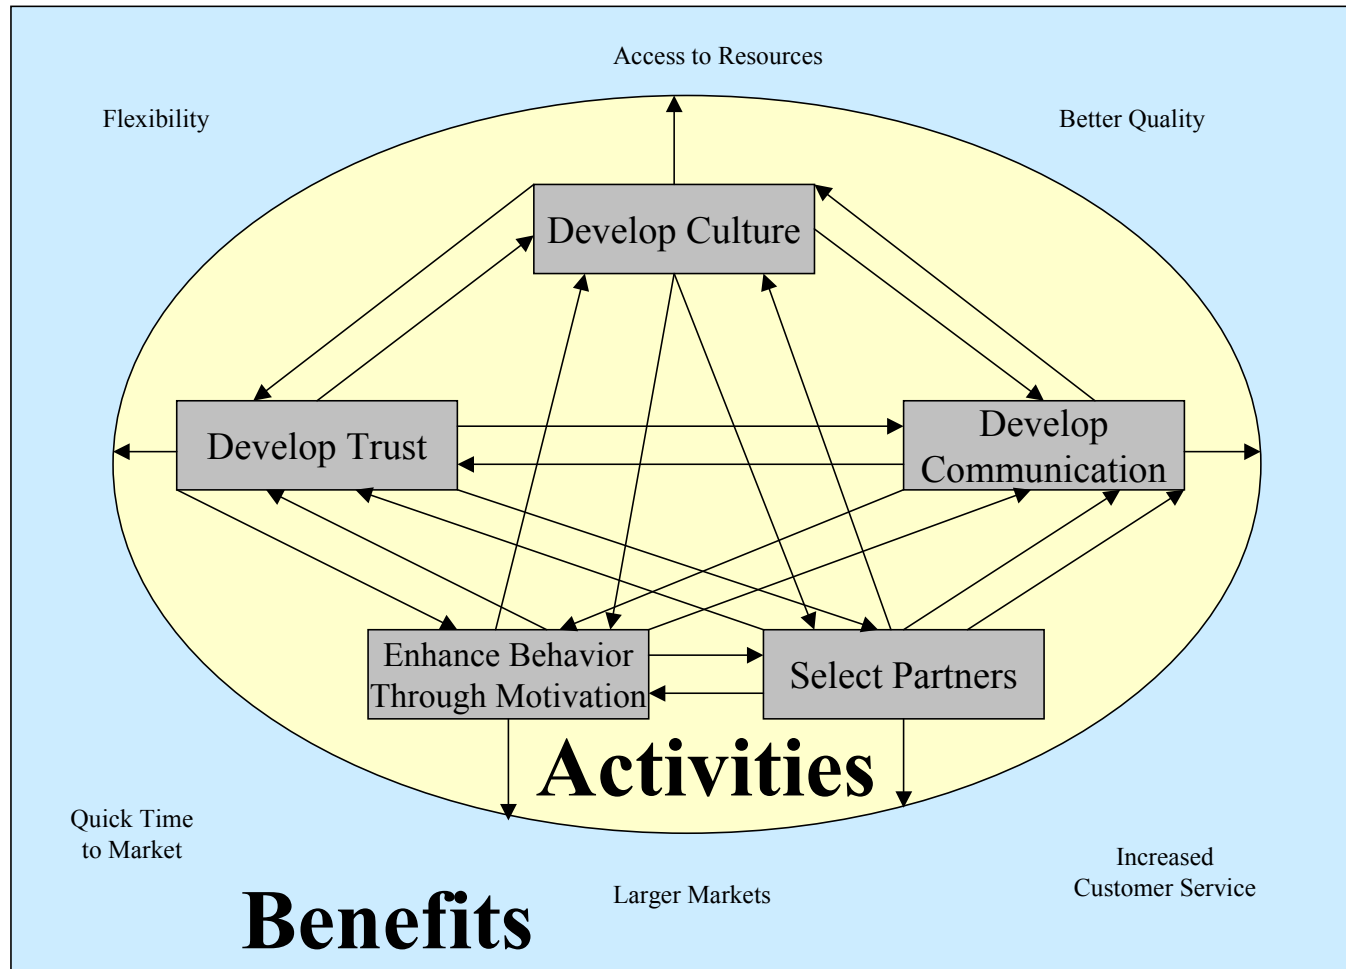 Access to Resources
Flexibility
Better Quality
Develop Culture
Develop Trust
Develop
Communication
Enhance Behavior
Through Motivation
Select Partners
Activities
Quick Time
to Market
Increased
Customer Service
Larger Markets
Benefits